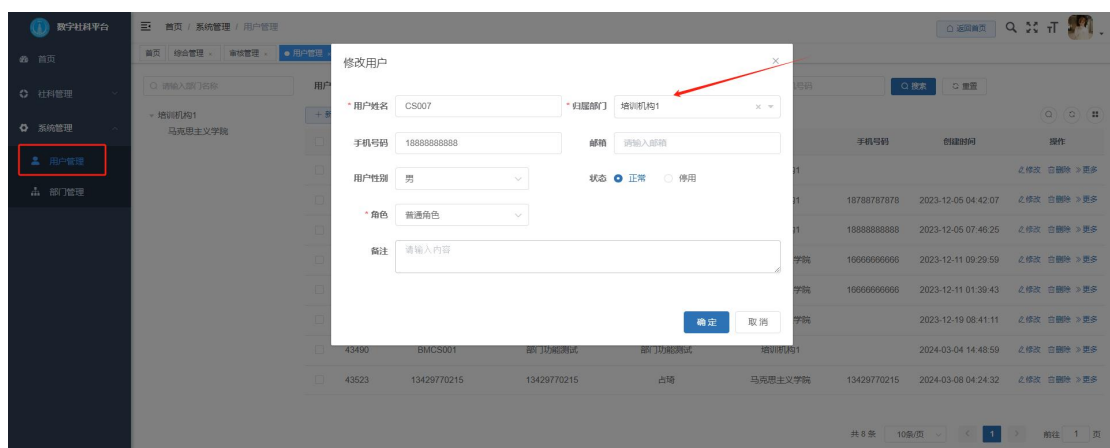 数字社科平台
首页 / 系统管理 / 用户管理
返回首页
首页 综合管理 审核管理 用户管理
首页
社科管理
系统管理
用户管理
部门管理
请输入部门名称
培训机构1
马克思主义学院
搜索 重置
修改用户
* 用户姓名 CS007 * 归属部门 培训机构1
手机号码 18888888888 邮箱 请输入邮箱
用户性别 男 状态 正常 停用
* 角色 普通角色
备注 请输入内容
确定 取消
手机号码 创建时间 操作
修改 删除 更多
18788787878 2023-12-05 04:42:07 修改 删除 更多
18888888888 2023-12-05 07:46:25 修改 删除 更多
学院 16666666666 2023-12-11 09:29:59 修改 删除 更多
学院 16666666666 2023-12-11 01:39:43 修改 删除 更多
学院 2023-12-19 08:41:11 修改 删除 更多
43490 BMCS001 部门功能测试 部门功能测试 培训机构1 2024-03-04 14:48:59 修改 删除 更多
43523 13429770215 13429770215 占琦 马克思主义学院 13429770215 2024-03-08 04:24:32 修改 删除 更多
共 8 条 10条/页 1 前往 1 页